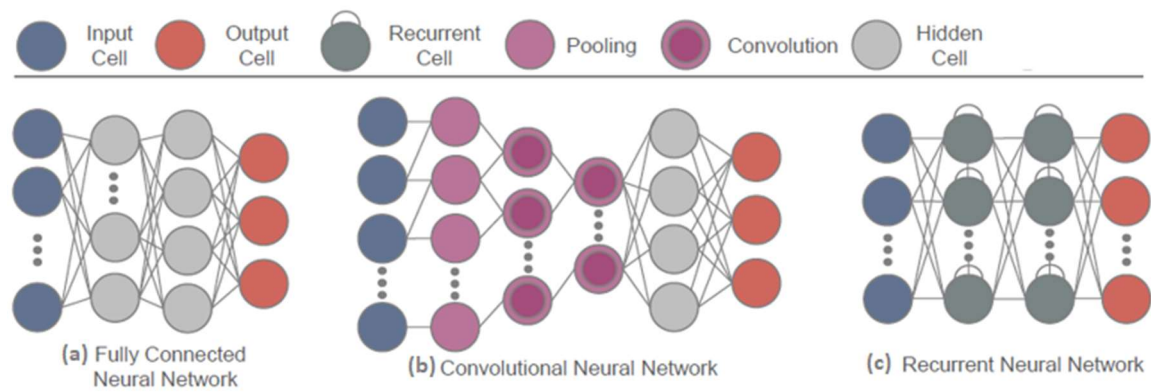 Input Cell
Output Cell
Recurrent Cell
Pooling
Convolution
Hidden Cell
(a) Fully Connected
Neural Network
(b) Convolutional Neural Network
(c) Recurrent Neural Network